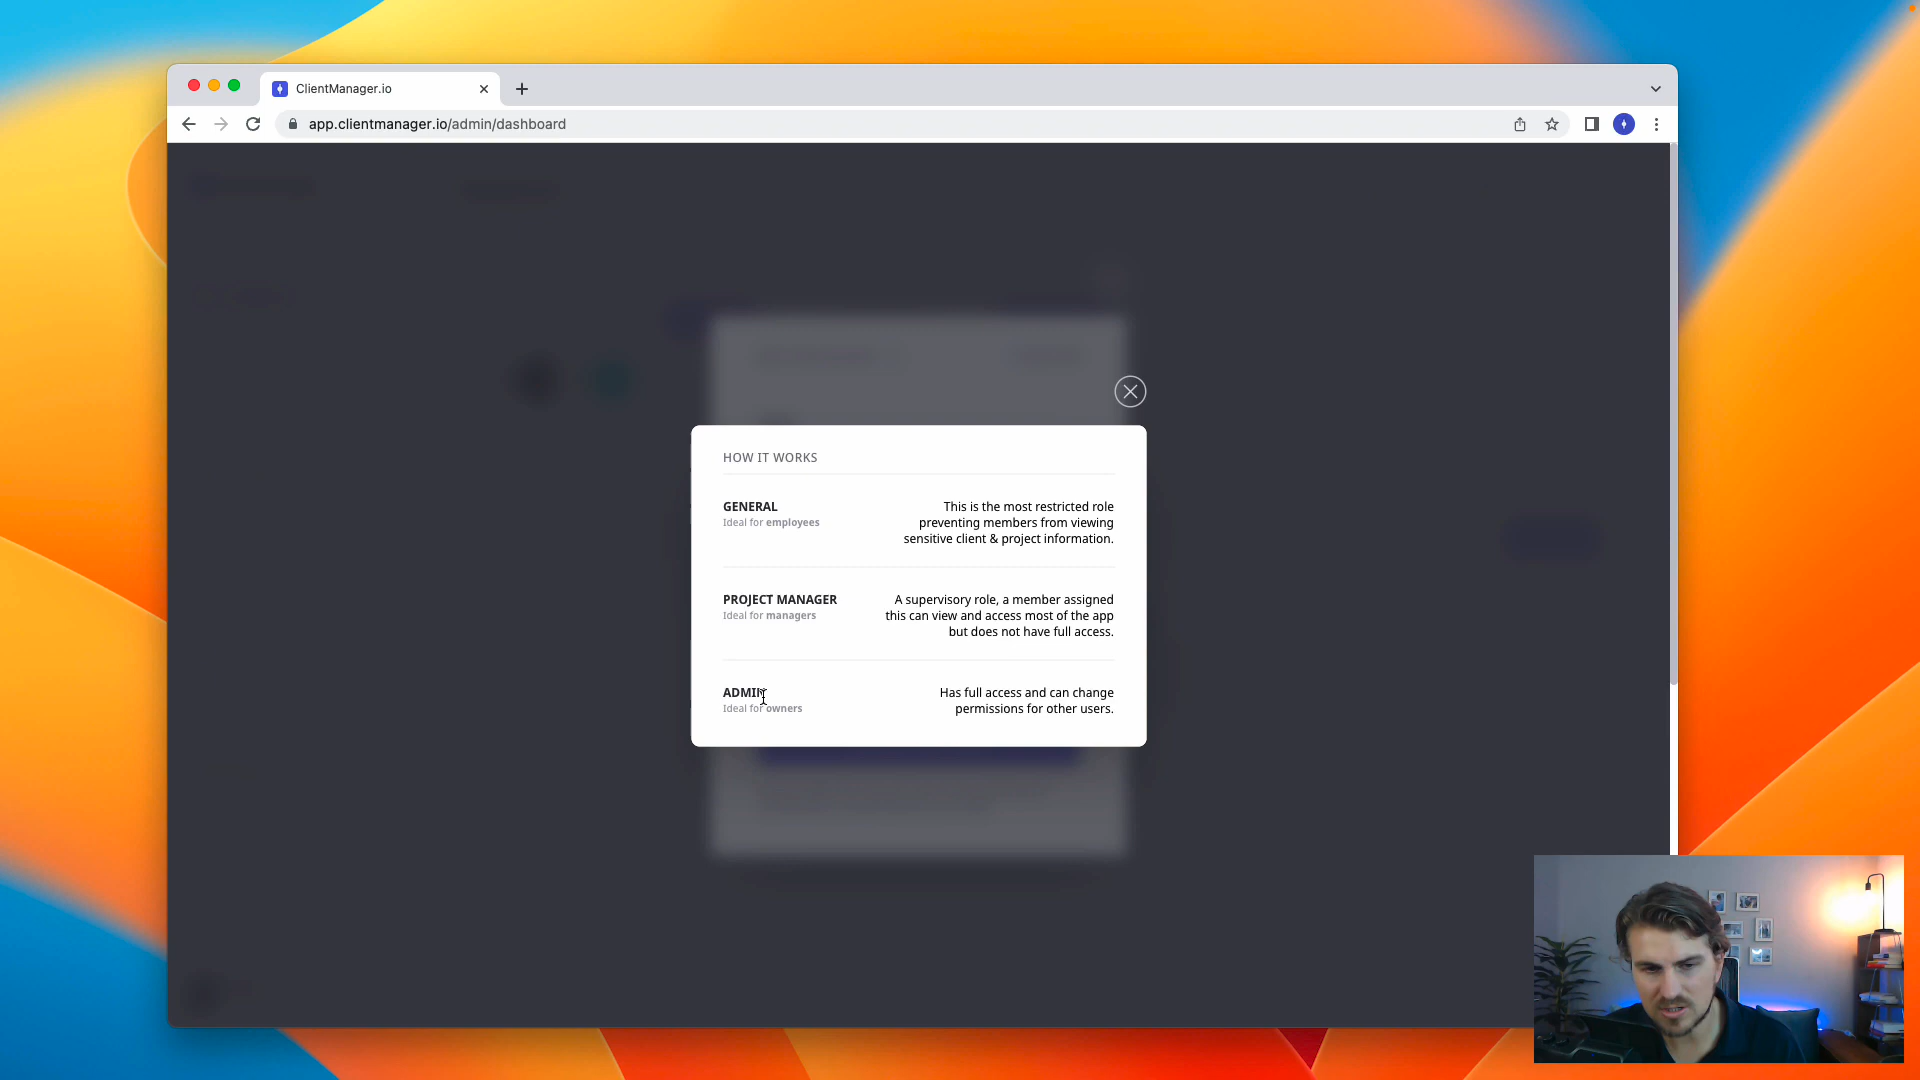 ClientManager.io
app.clientmanager.io/admin/dashboard
HOW IT WORKS
GENERAL
Ideal for employees
This is the most restricted role
preventing members from viewing
sensitive client & project information.
PROJECT MANAGER
Ideal for managers
A supervisory role, a member assigned
this can view and access most of the app
but does not have full access.
ADMIN
Ideal for owners
Has full access and can change
permissions for other users.